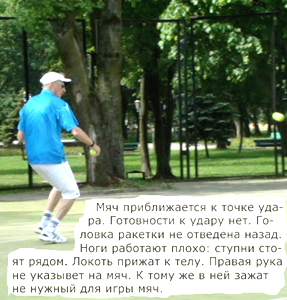 Мяч приближается к точке уда-
ра. Готовности к удару нет. Го-
ловка ракетки не отведена назад.
Ноги работают плохо: ступни сто-
ят рядом. Локоть прижат к телу. Правая рука
не указывет на мяч. К тому же в ней зажат
не нужный для игры мяч.